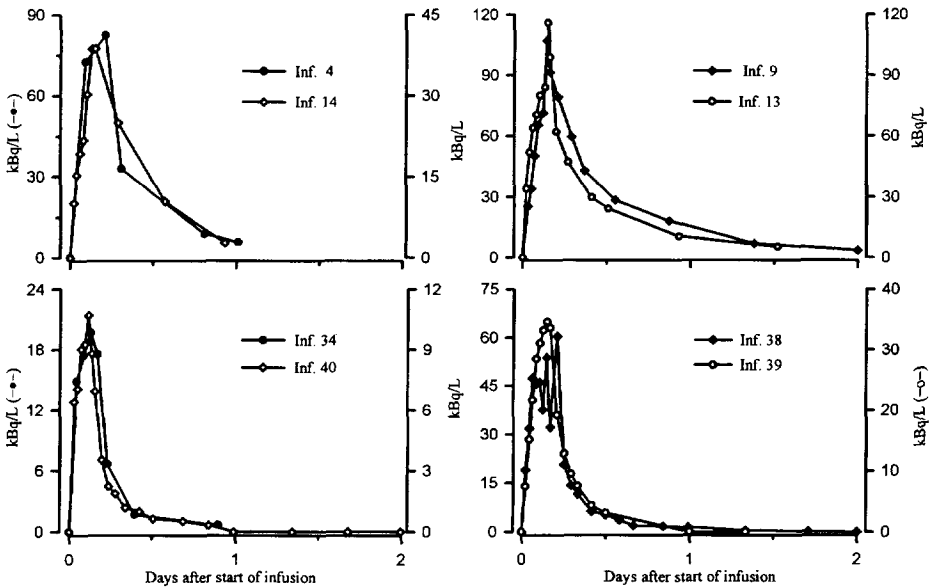 90
60
30
0
kBq/L (-●-)
45
30
15
0
kBq/L
Inf. 4
Inf. 14
120
90
60
30
0
kBq/L
120
90
60
30
0
kBq/L
Inf. 9
Inf. 13
24
18
12
6
0
kBq/L (-●-)
12
9
6
3
0
kBq/L
Inf. 34
Inf. 40
0
1
2
Days after start of infusion
75
60
45
30
15
0
40
30
20
10
0
kBq/L (-o-)
Inf. 38
Inf. 39
0
1
2
Days after start of infusion